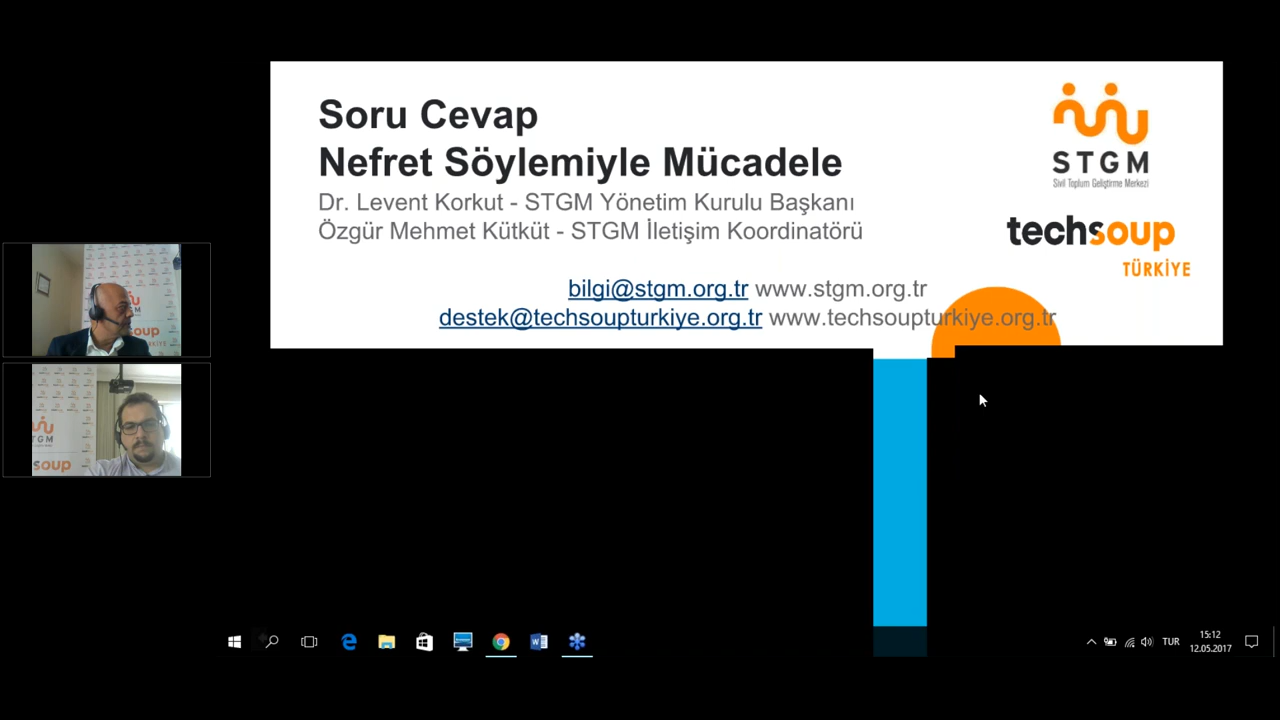 Soru Cevap
Nefret Söylemiyle Mücadele
Dr. Levent Korkut - STGM Yönetim Kurulu Başkanı
Özgür Mehmet Kütküt - STGM İletişim Koordinatörü
bilgi@stgm.org.tr www.stgm.org.tr
destek@techsoupturkiye.org.tr www.techsoupturkiye.org.tr
STGM
Sivil Toplum Geliştirme Merkezi
techsoup
TÜRKİYE
TUR
15:12
12.05.2017